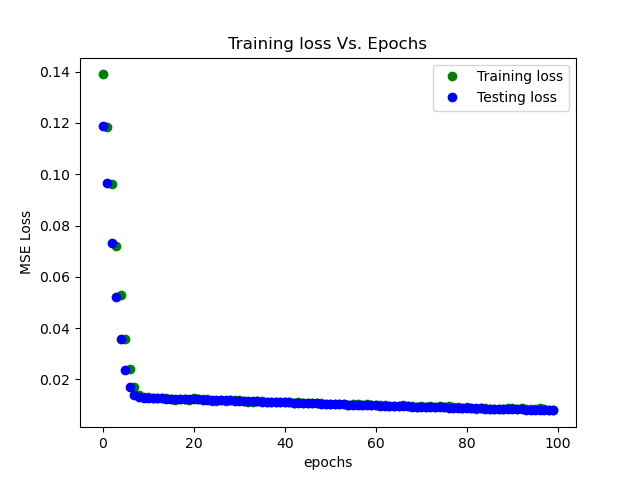 Training loss Vs. Epochs
Training loss
Testing loss
MSE Loss
0.14
0.12
0.10
0.08
0.06
0.04
0.02
0 20 40 60 80 100
epochs